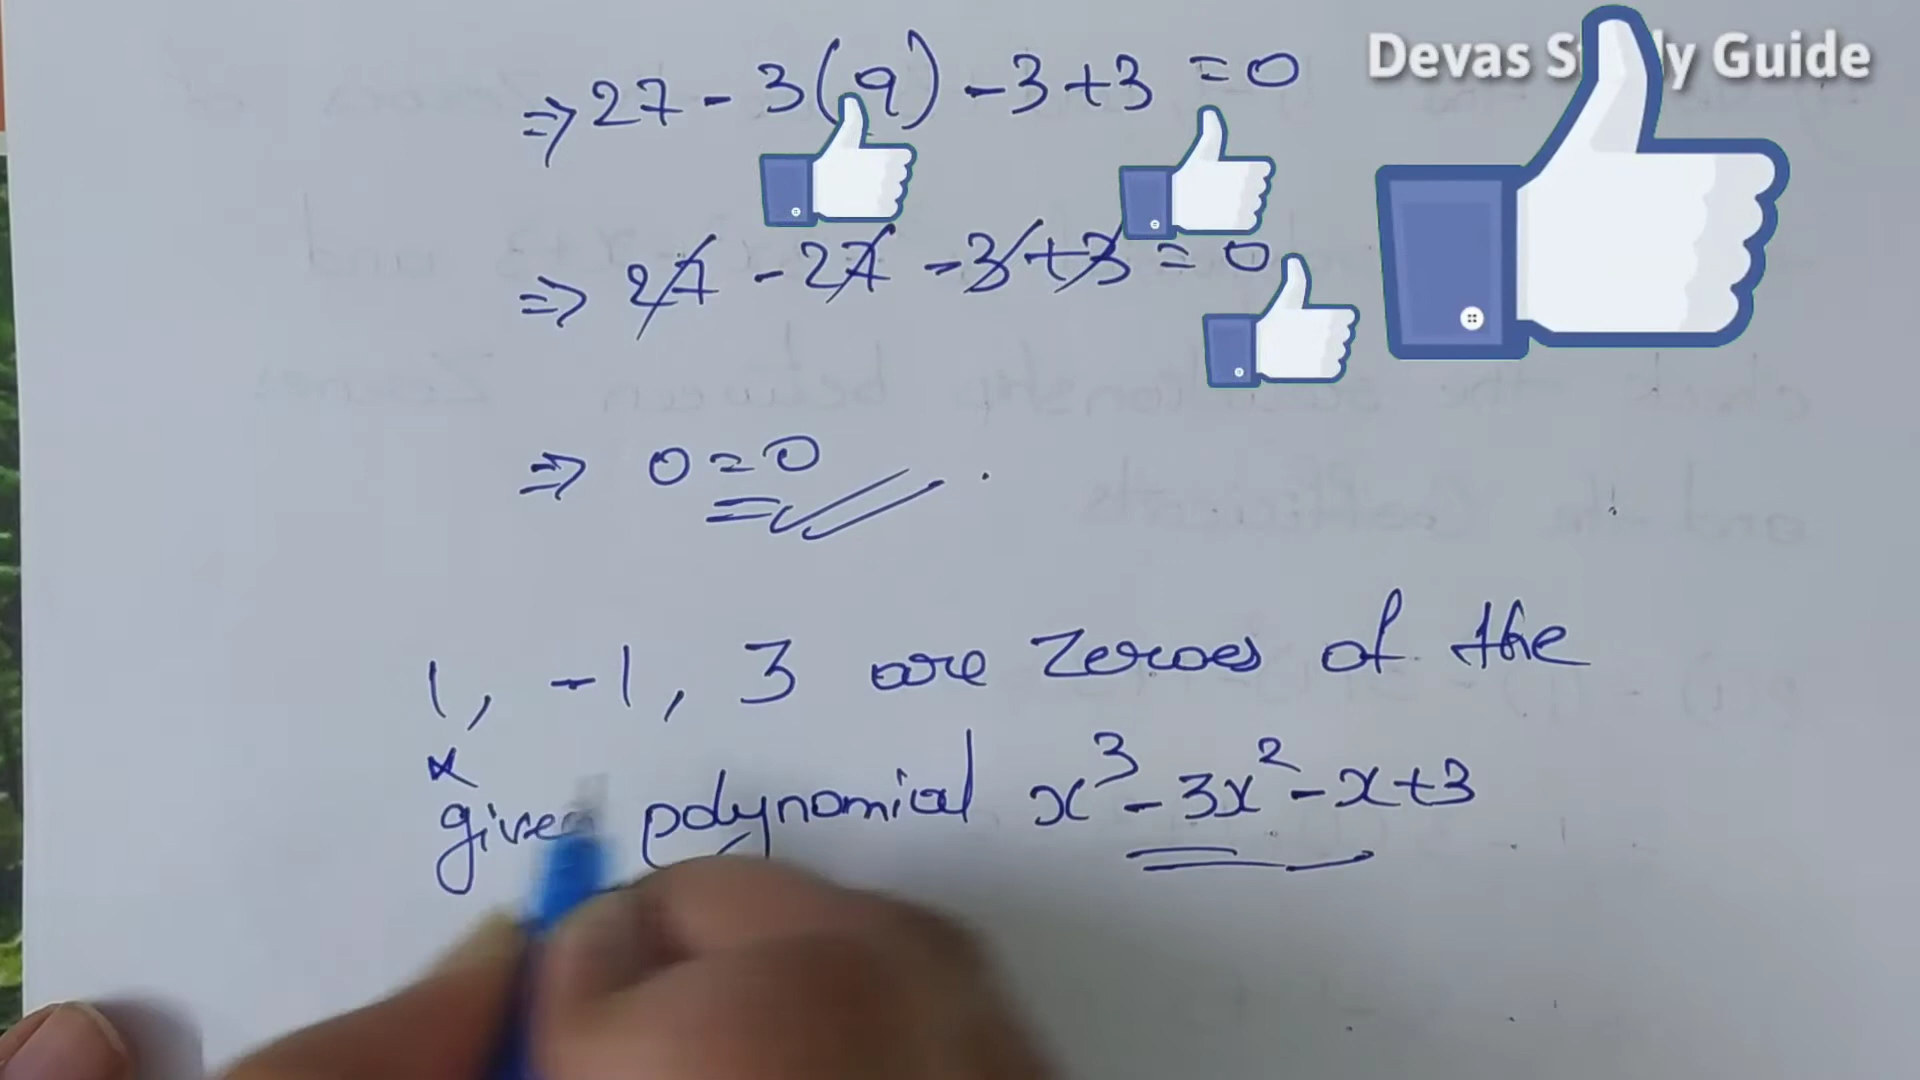 Devas Study Guide
⇒ 27 - 3(9) - 3 + 3 = 0
⇒ 27 - 27 - 3 + 3 = 0
⇒ 0 = 0
1, -1, 3 are zeroes of the
α
given polynomial x³ - 3x² - x + 3